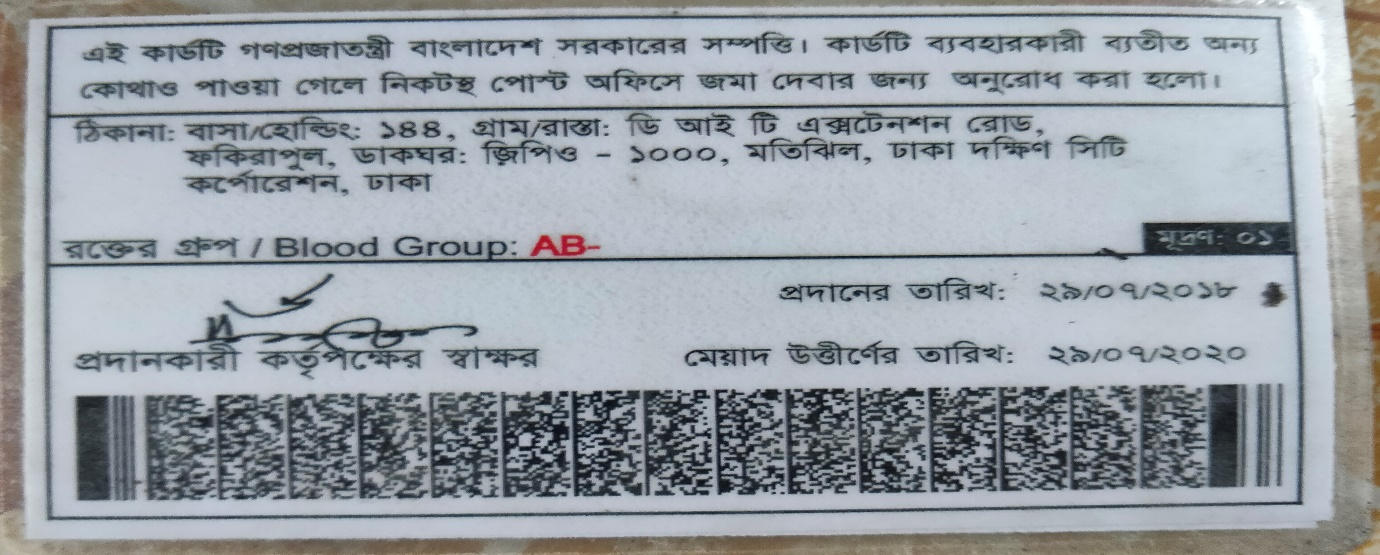 এই কার্ডটি গণপ্রজাতন্ত্রী বাংলাদেশ সরকারের সম্পত্তি। কার্ডটি ব্যবহারকারী ব্যতীত অন্য
কোথাও পাওয়া গেলে নিকটস্থ পোস্ট অফিসে জমা দেবার জন্য অনুরোধ করা হলো।
ঠিকানা: বাসা/হোল্ডিং: ১৪৪, গ্রাম/রাস্তা: ডি আই টি এক্সটেনশন রোড,
ফকিরাপুল, ডাকঘর: জিপিও - ১০০০, মতিঝিল, ঢাকা দক্ষিণ সিটি
কর্পোরেশন, ঢাকা
রক্তের গ্রুপ / Blood Group: AB-
মূদ্রণ: ০১
প্রদানের তারিখ: ২৯/০৭/২০১৮
প্রদানকারী কর্তৃপক্ষের স্বাক্ষর
মেয়াদ উত্তীর্ণের তারিখ: ২৯/০৭/২০২০